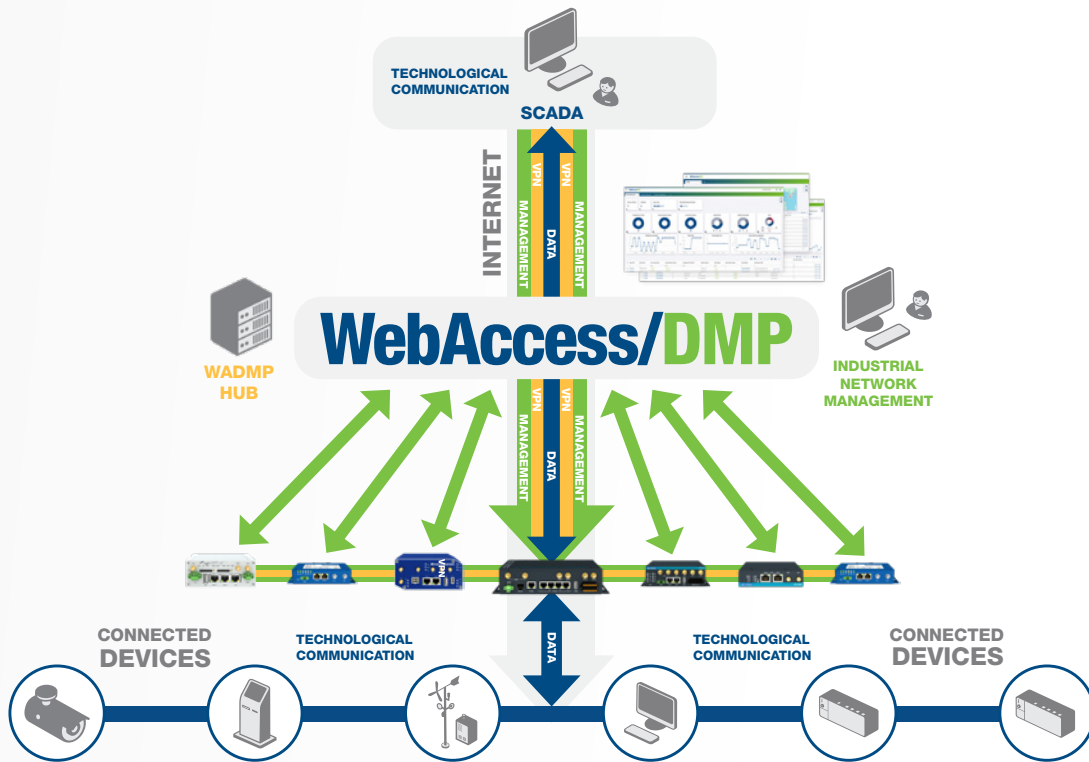 TECHNOLOGICAL
COMMUNICATION
SCADA
INTERNET
MANAGEMENT
VPN
DATA
VPN
MANAGEMENT
WADMP
HUB
WebAccess/DMP
INDUSTRIAL
NETWORK
MANAGEMENT
MANAGEMENT
VPN
DATA
VPN
MANAGEMENT
VPN
CONNECTED
DEVICES
TECHNOLOGICAL
COMMUNICATION
DATA
TECHNOLOGICAL
COMMUNICATION
CONNECTED
DEVICES